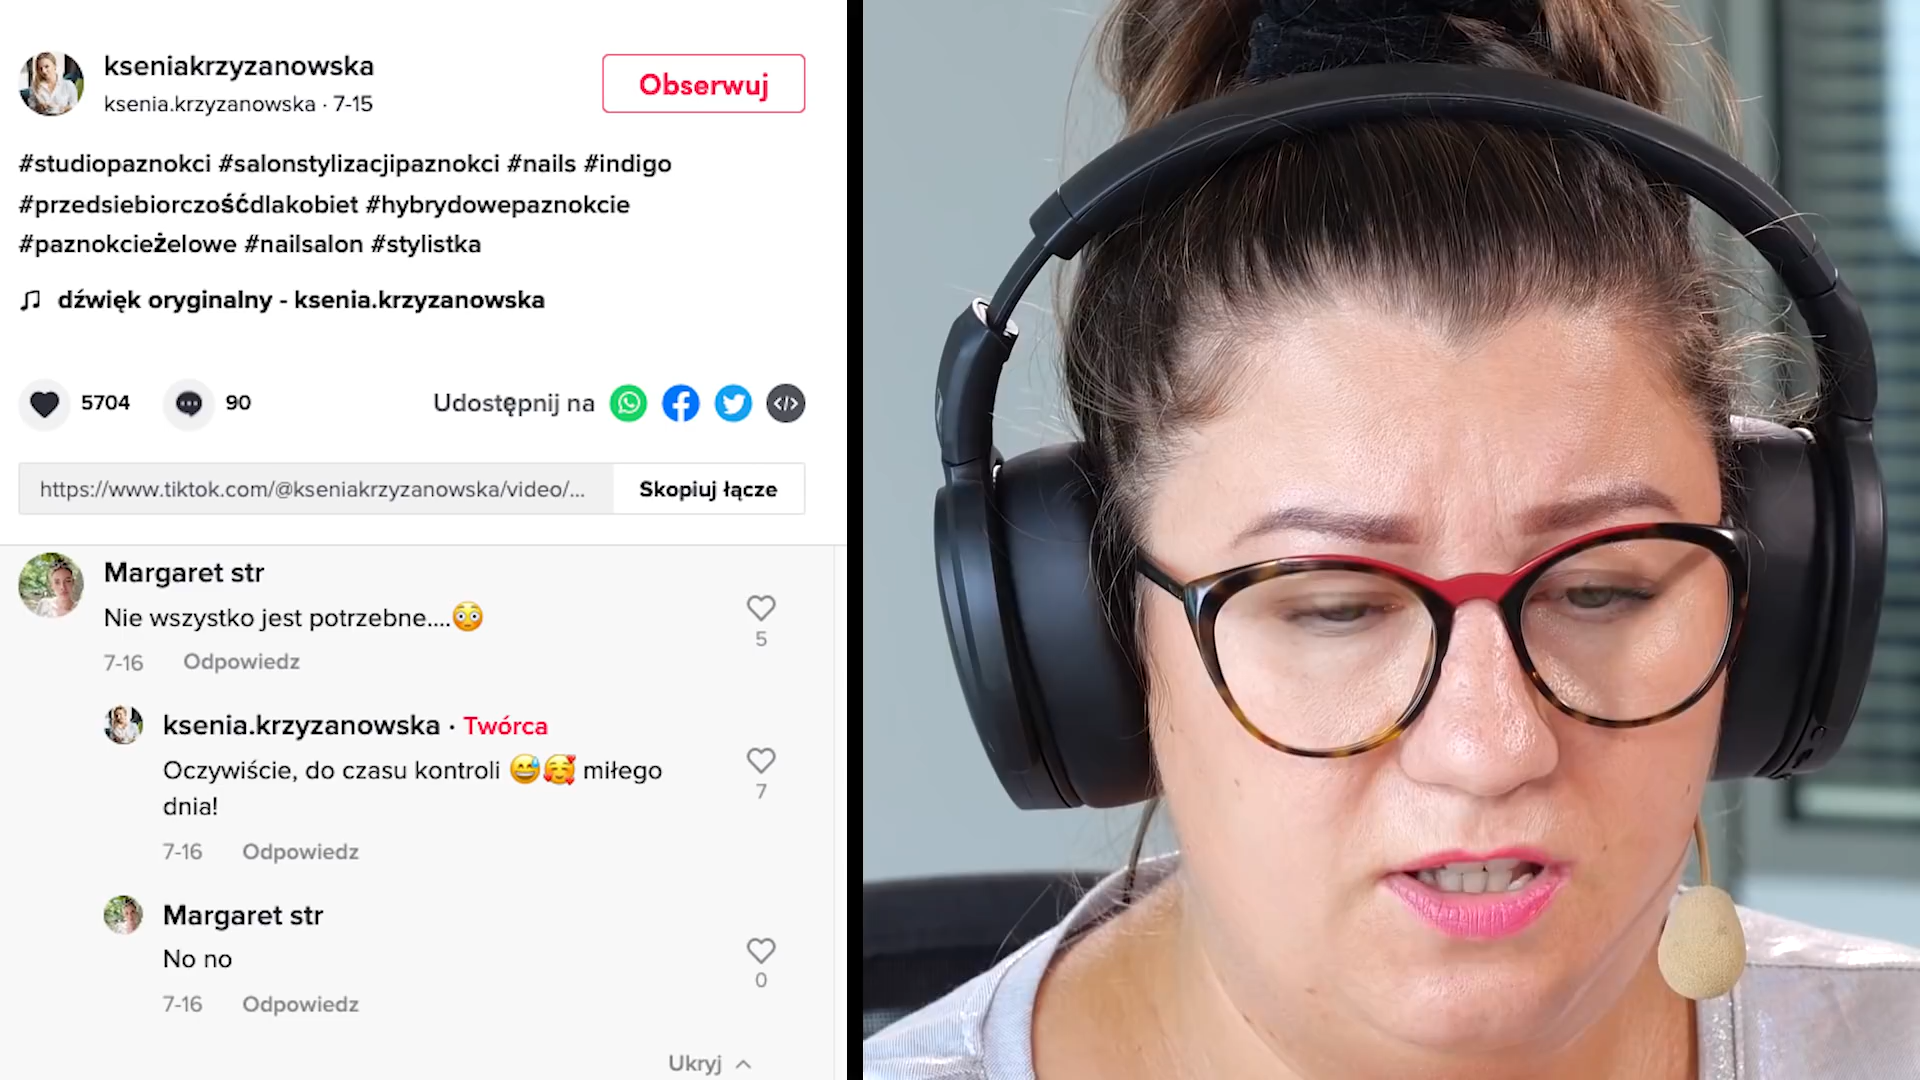 kseniakrzyzanowska
ksenia.krzyzanowska · 7-15
Obserwuj
#studiopaznokci #salonstylizacjipaznokci #nails #indigo
#przedsiebiorczośćdlakobiet #hybrydowepaznokcie
#paznokcieżelowe #nailsalon #stylistka
dźwięk oryginalny - ksenia.krzyzanowska
5704
90
Udostępnij na
https://www.tiktok.com/@kseniakrzyzanowska/video/...
Skopiuj łącze
Margaret str
Nie wszystko jest potrzebne....😳
5
7-16 Odpowiedz
ksenia.krzyzanowska · Twórca
Oczywiście, do czasu kontroli 😅🥰 miłego
dnia!
7
7-16 Odpowiedz
Margaret str
No no
0
7-16 Odpowiedz
Ukryj